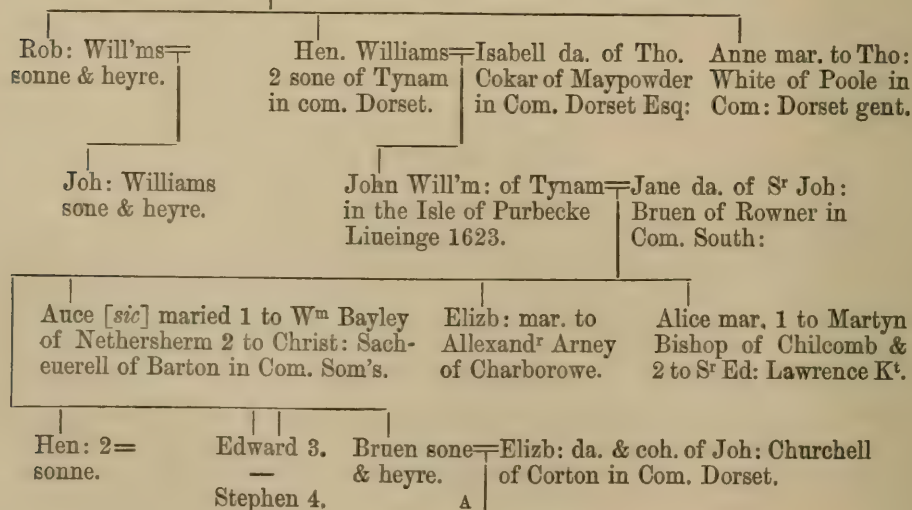 Rob: Will'ms=
sonne & heyre.
Hen. Williams=
2 sone of Tynam
in com. Dorset.
Isabell da. of Tho.
Cokar of Maypowder
in Com. Dorset Esq:
Anne mar. to Tho:
White of Poole in
Com: Dorset gent.
Joh: Williams
sone & heyre.
John Will'm: of Tynam=
in the Isle of Purbecke
Liueinge 1623.
Jane da. of Sʳ Joh:
Bruen of Rowner in
Com. South:
Auce [sic] maried 1 to Wᵐ Bayley
of Nethersherm 2 to Christ: Sach-
euerell of Barton in Com. Som's.
Elizb: mar. to
Allexandʳ Arney
of Charborowe.
Alice mar. 1 to Martyn
Bishop of Chilcomb &
2 to Sʳ Ed: Lawrence Kᵗ.
Hen: 2=
sonne.
Edward 3.
—
Stephen 4.
Bruen sone=
& heyre.
Elizb: da. & coh. of Joh: Churchell
of Corton in Com. Dorset.
A